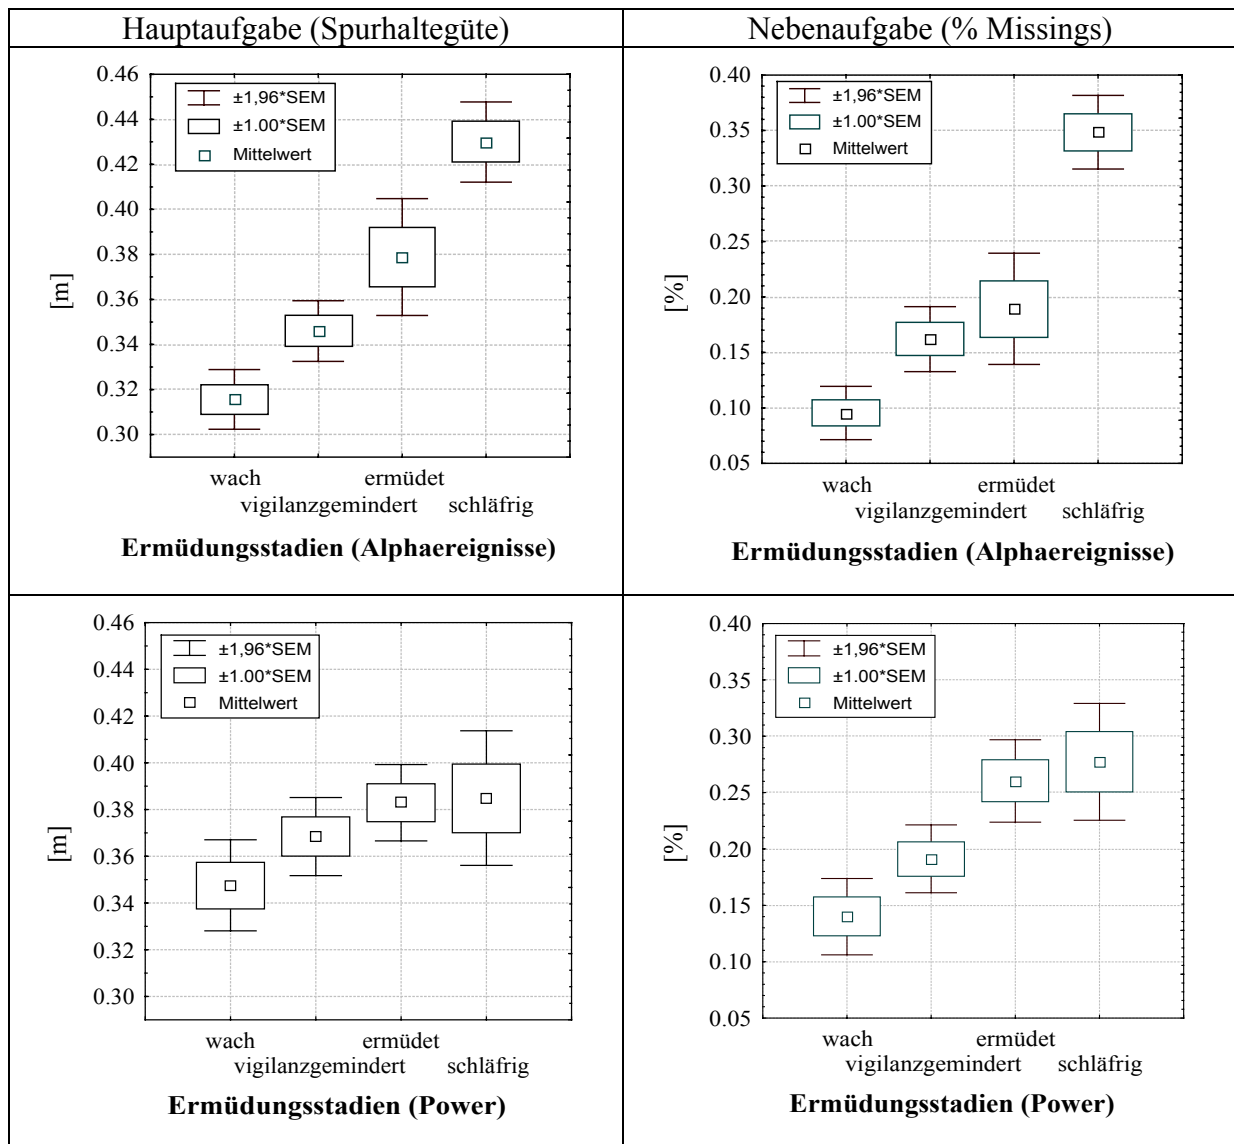 Hauptaufgabe (Spurhaltegüte)
Nebenaufgabe (% Missings)
0.46
0.44
0.42
0.40
0.38
0.36
0.34
0.32
0.30
[m]
±1,96*SEM
±1.00*SEM
Mittelwert
wach
ermüdet
vigilanzgemindert
schläfrig
Ermüdungsstadien (Alphaereignisse)
0.40
0.35
0.30
0.25
0.20
0.15
0.10
0.05
[%]
±1,96*SEM
±1.00*SEM
Mittelwert
wach
ermüdet
vigilanzgemindert
schläfrig
Ermüdungsstadien (Alphaereignisse)
0.46
0.44
0.42
0.40
0.38
0.36
0.34
0.32
0.30
[m]
±1,96*SEM
±1.00*SEM
Mittelwert
wach
ermüdet
vigilanzgemindert
schläfrig
Ermüdungsstadien (Power)
0.40
0.35
0.30
0.25
0.20
0.15
0.10
0.05
[%]
±1,96*SEM
±1.00*SEM
Mittelwert
wach
ermüdet
vigilanzgemindert
schläfrig
Ermüdungsstadien (Power)